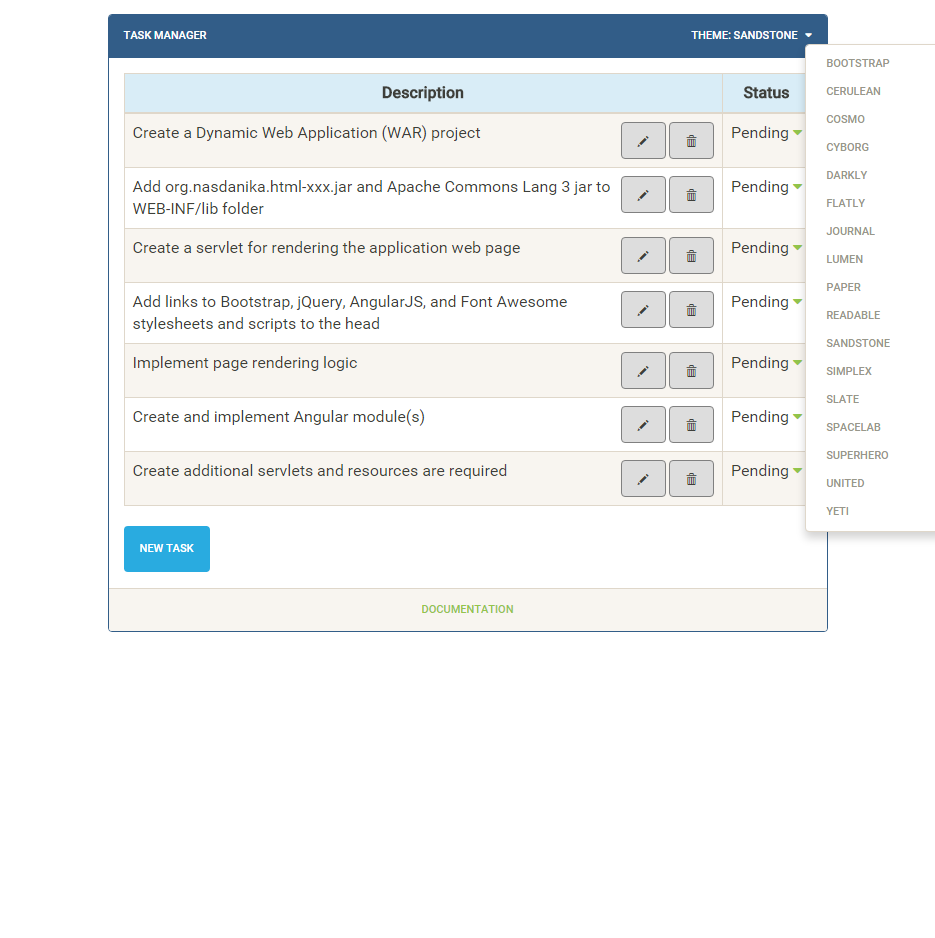 TASK MANAGER THEME: SANDSTONE
Description Status
Create a Dynamic Web Application (WAR) project Pending
Add org.nasdanika.html-xxx.jar and Apache Commons Lang 3 jar to Pending
WEB-INF/lib folder
Create a servlet for rendering the application web page Pending
Add links to Bootstrap, jQuery, AngularJS, and Font Awesome Pending
stylesheets and scripts to the head
Implement page rendering logic Pending
Create and implement Angular module(s) Pending
Create additional servlets and resources are required Pending
NEW TASK
DOCUMENTATION
BOOTSTRAP
CERULEAN
COSMO
CYBORG
DARKLY
FLATLY
JOURNAL
LUMEN
PAPER
READABLE
SANDSTONE
SIMPLEX
SLATE
SPACELAB
SUPERHERO
UNITED
YETI